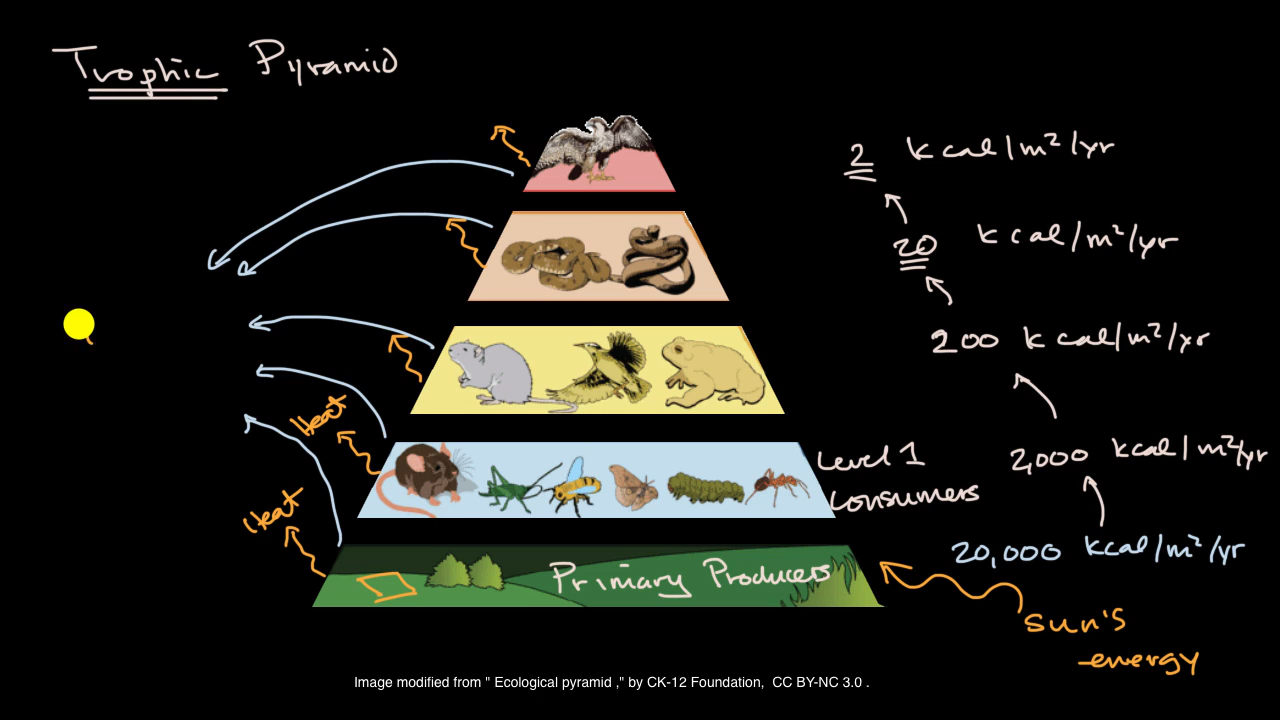 Trophic Pyramid
2 kcal/m²/yr
20 kcal/m²/yr
200 kcal/m²/yr
Heat
Level 1
Consumers
2,000 kcal/m²/yr
Heat
Primary Producers
20,000 kcal/m²/yr
Sun's
energy
Image modified from " Ecological pyramid ," by CK-12 Foundation, CC BY-NC 3.0 .